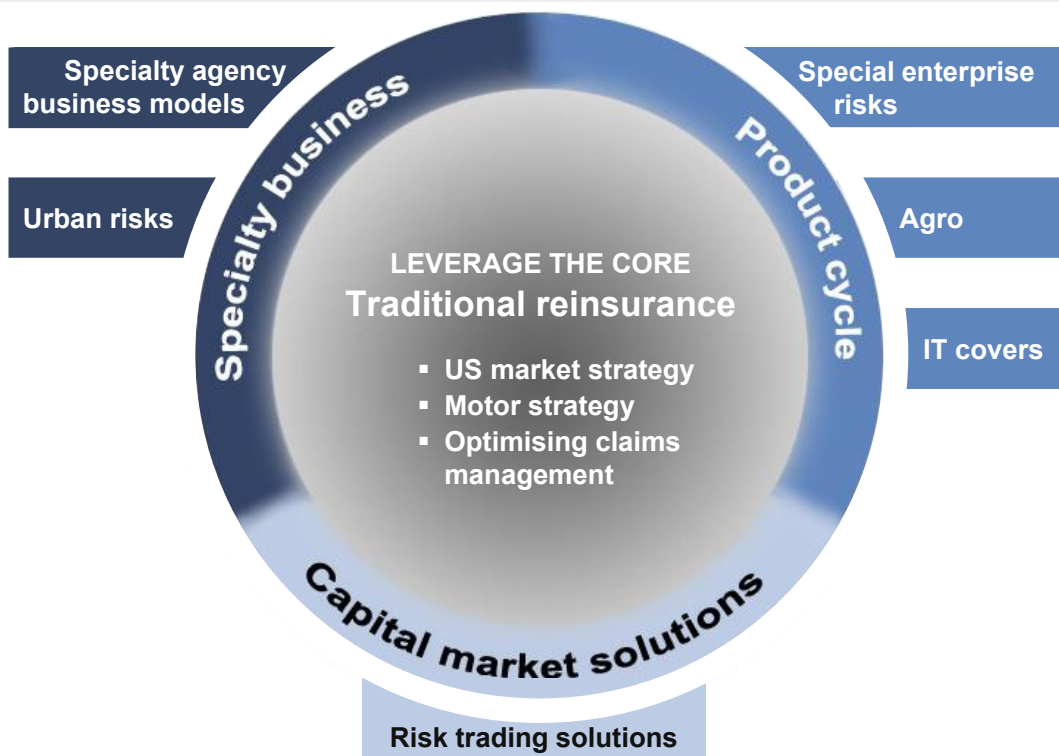 Specialty agency
business models
Urban risks
Specialty business
Special enterprise
risks
Agro
IT covers
Product cycle
LEVERAGE THE CORE
Traditional reinsurance
▪ US market strategy
▪ Motor strategy
▪ Optimising claims
management
Capital market solutions
Risk trading solutions